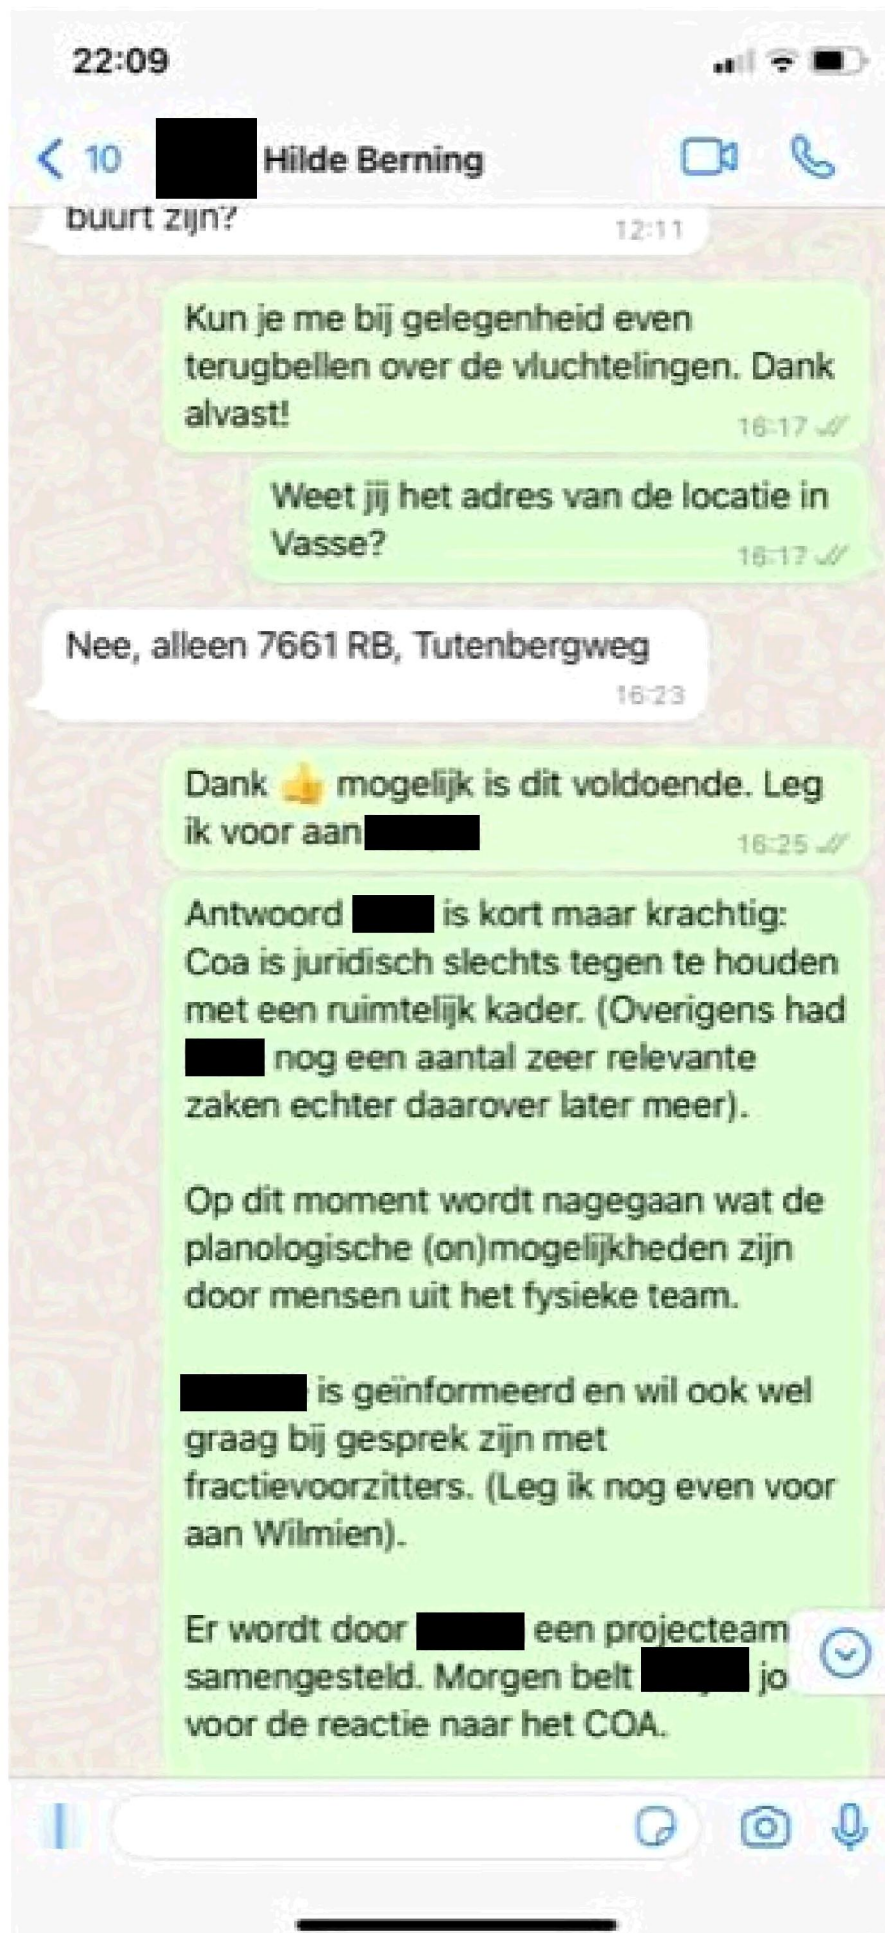 22:09
10 Hilde Berning
buurt zijn?
12:11
Kun je me bij gelegenheid even
terugbellen over de vluchtelingen. Dank
alvast!
16:17
Weet jij het adres van de locatie in
Vasse?
16:17
Nee, alleen 7661 RB, Tutenbergweg
16:23
Dank 👍 mogelijk is dit voldoende. Leg
ik voor aan
16:25
Antwoord is kort maar krachtig:
Coa is juridisch slechts tegen te houden
met een ruimtelijk kader. (Overigens had
nog een aantal zeer relevante
zaken echter daarover later meer).
Op dit moment wordt nagegaan wat de
planologische (on)mogelijkheden zijn
door mensen uit het fysieke team.
is geïnformeerd en wil ook wel
graag bij gesprek zijn met
fractievoorzitters. (Leg ik nog even voor
aan Wilmien).
Er wordt door een projecteam
samengesteld. Morgen belt jo
voor de reactie naar het COA.